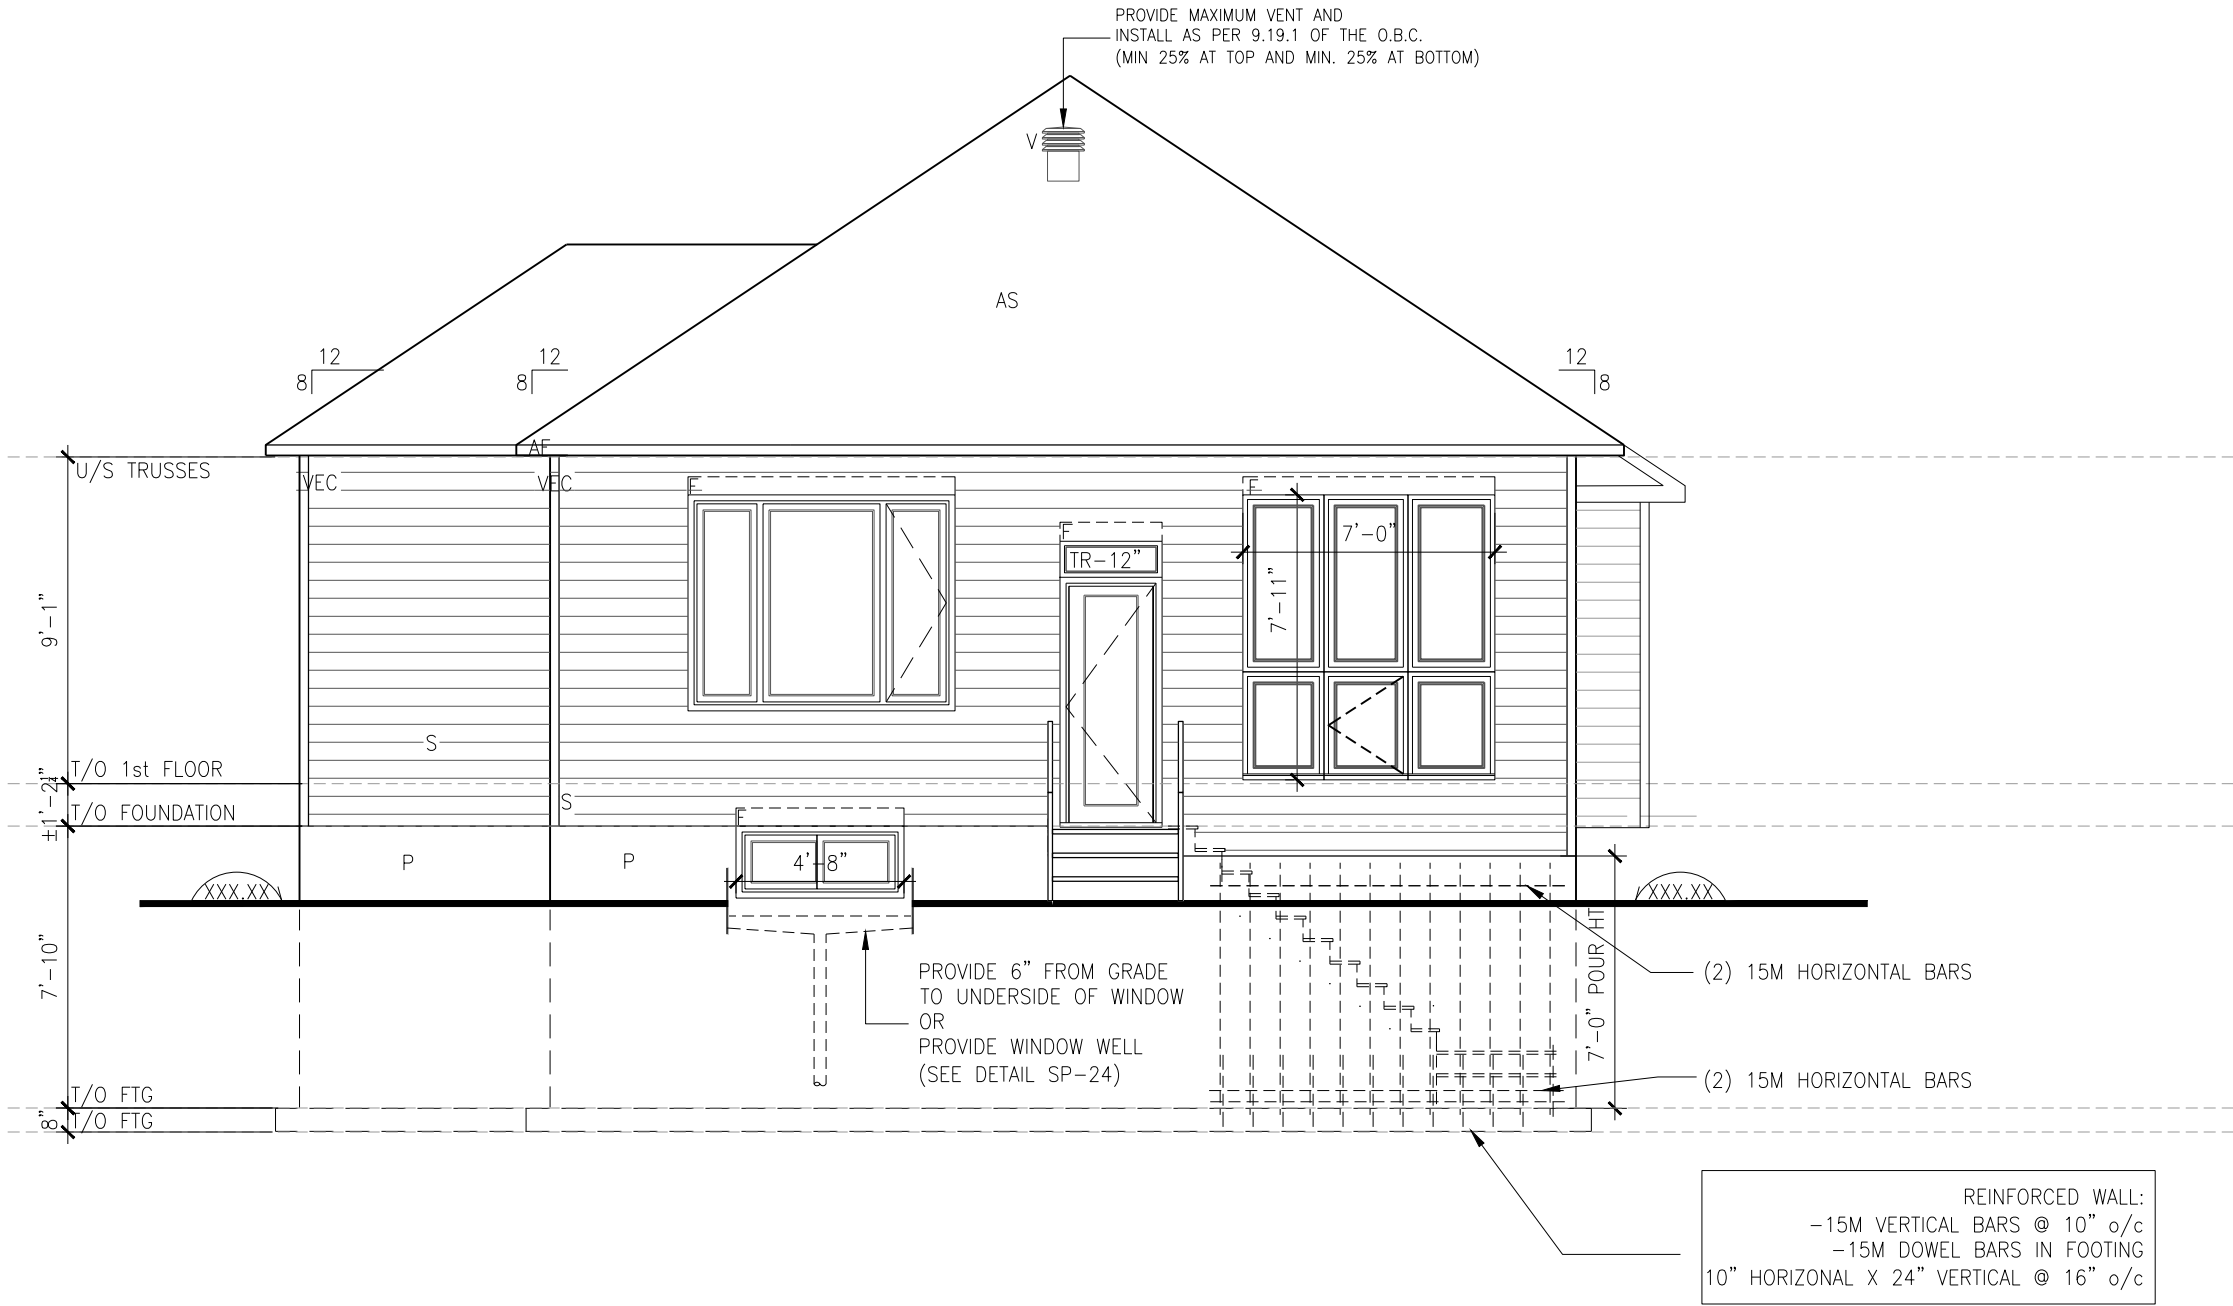 PROVIDE MAXIMUM VENT AND
INSTALL AS PER 9.19.1 OF THE O.B.C.
(MIN 25% AT TOP AND MIN. 25% AT BOTTOM)
V
AS
12
8
12
8
12
8
AF
U/S TRUSSES
VEC
VEC
F
F
F
TR-12"
7'-0"
7'-11"
9'-1"
S
T/O 1st FLOOR
±1'-2¼"
S
T/O FOUNDATION
F
P
P
4'-8"
XXX.XX
XXX.XX
7'-10"
PROVIDE 6" FROM GRADE
TO UNDERSIDE OF WINDOW
OR
PROVIDE WINDOW WELL
(SEE DETAIL SP-24)
7'-0" POUR HT
(2) 15M HORIZONTAL BARS
(2) 15M HORIZONTAL BARS
T/O FTG
8"
T/O FTG
REINFORCED WALL:
-15M VERTICAL BARS @ 10" o/c
-15M DOWEL BARS IN FOOTING
10" HORIZONAL X 24" VERTICAL @ 16" o/c